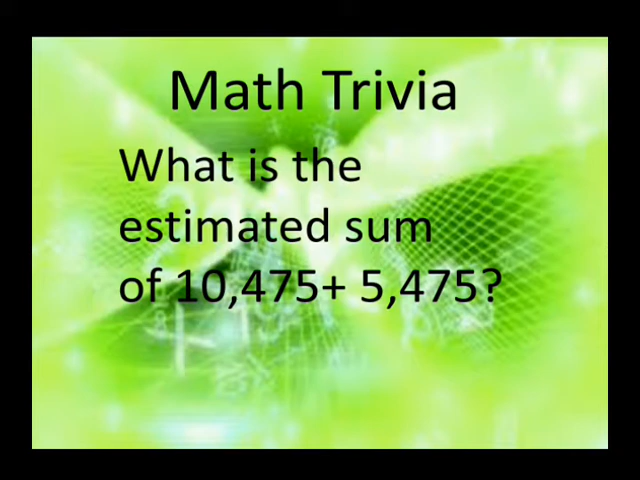 Math Trivia
What is the
estimated sum
of 10,475+ 5,475?